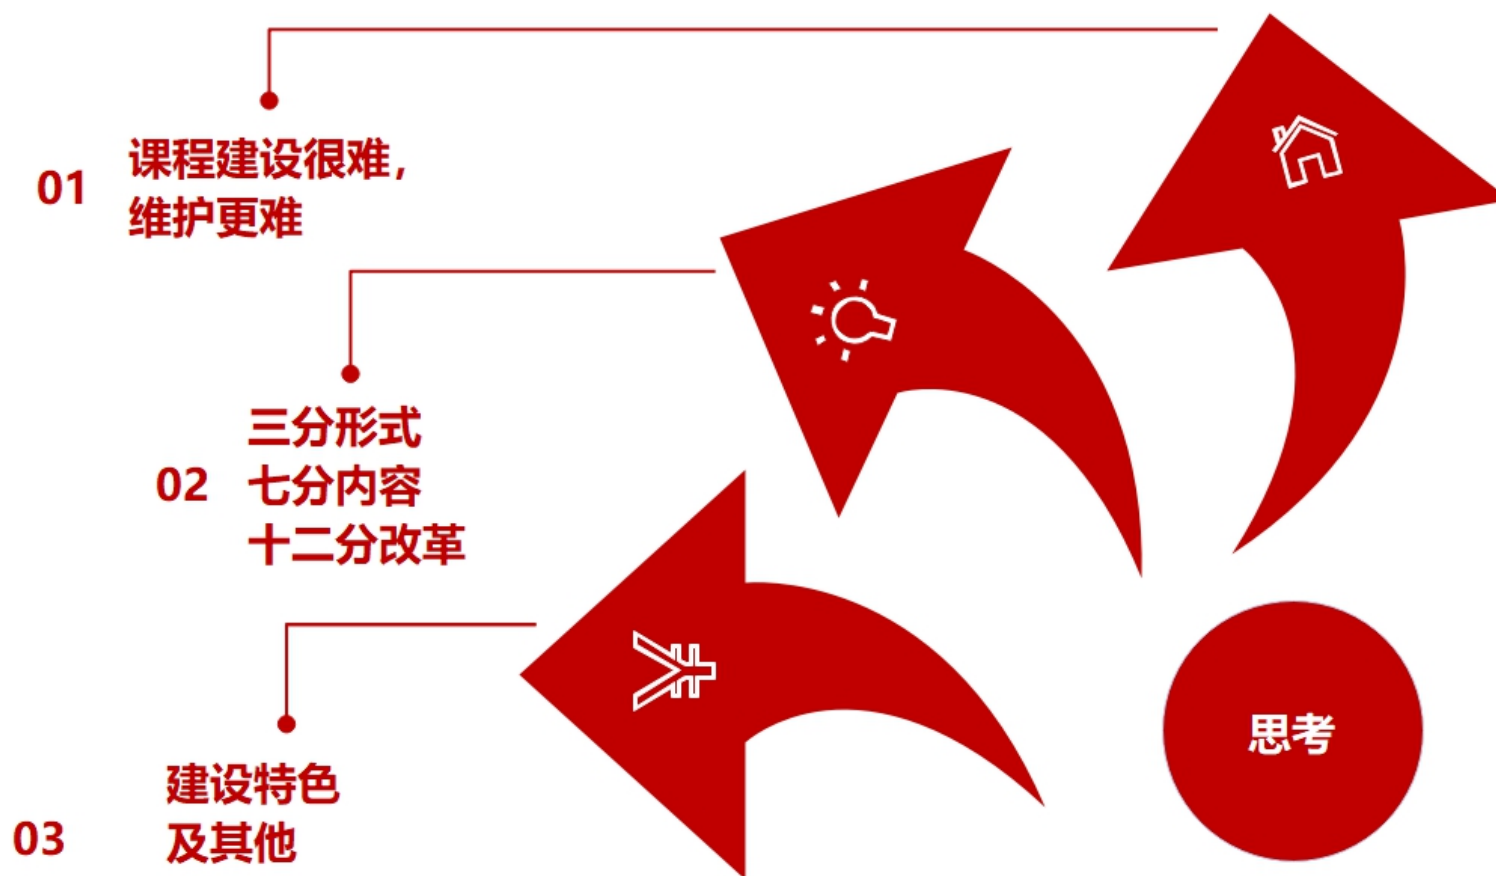 01
课程建设很难，
维护更难
02
三分形式
七分内容
十二分改革
03
建设特色
及其他
思考